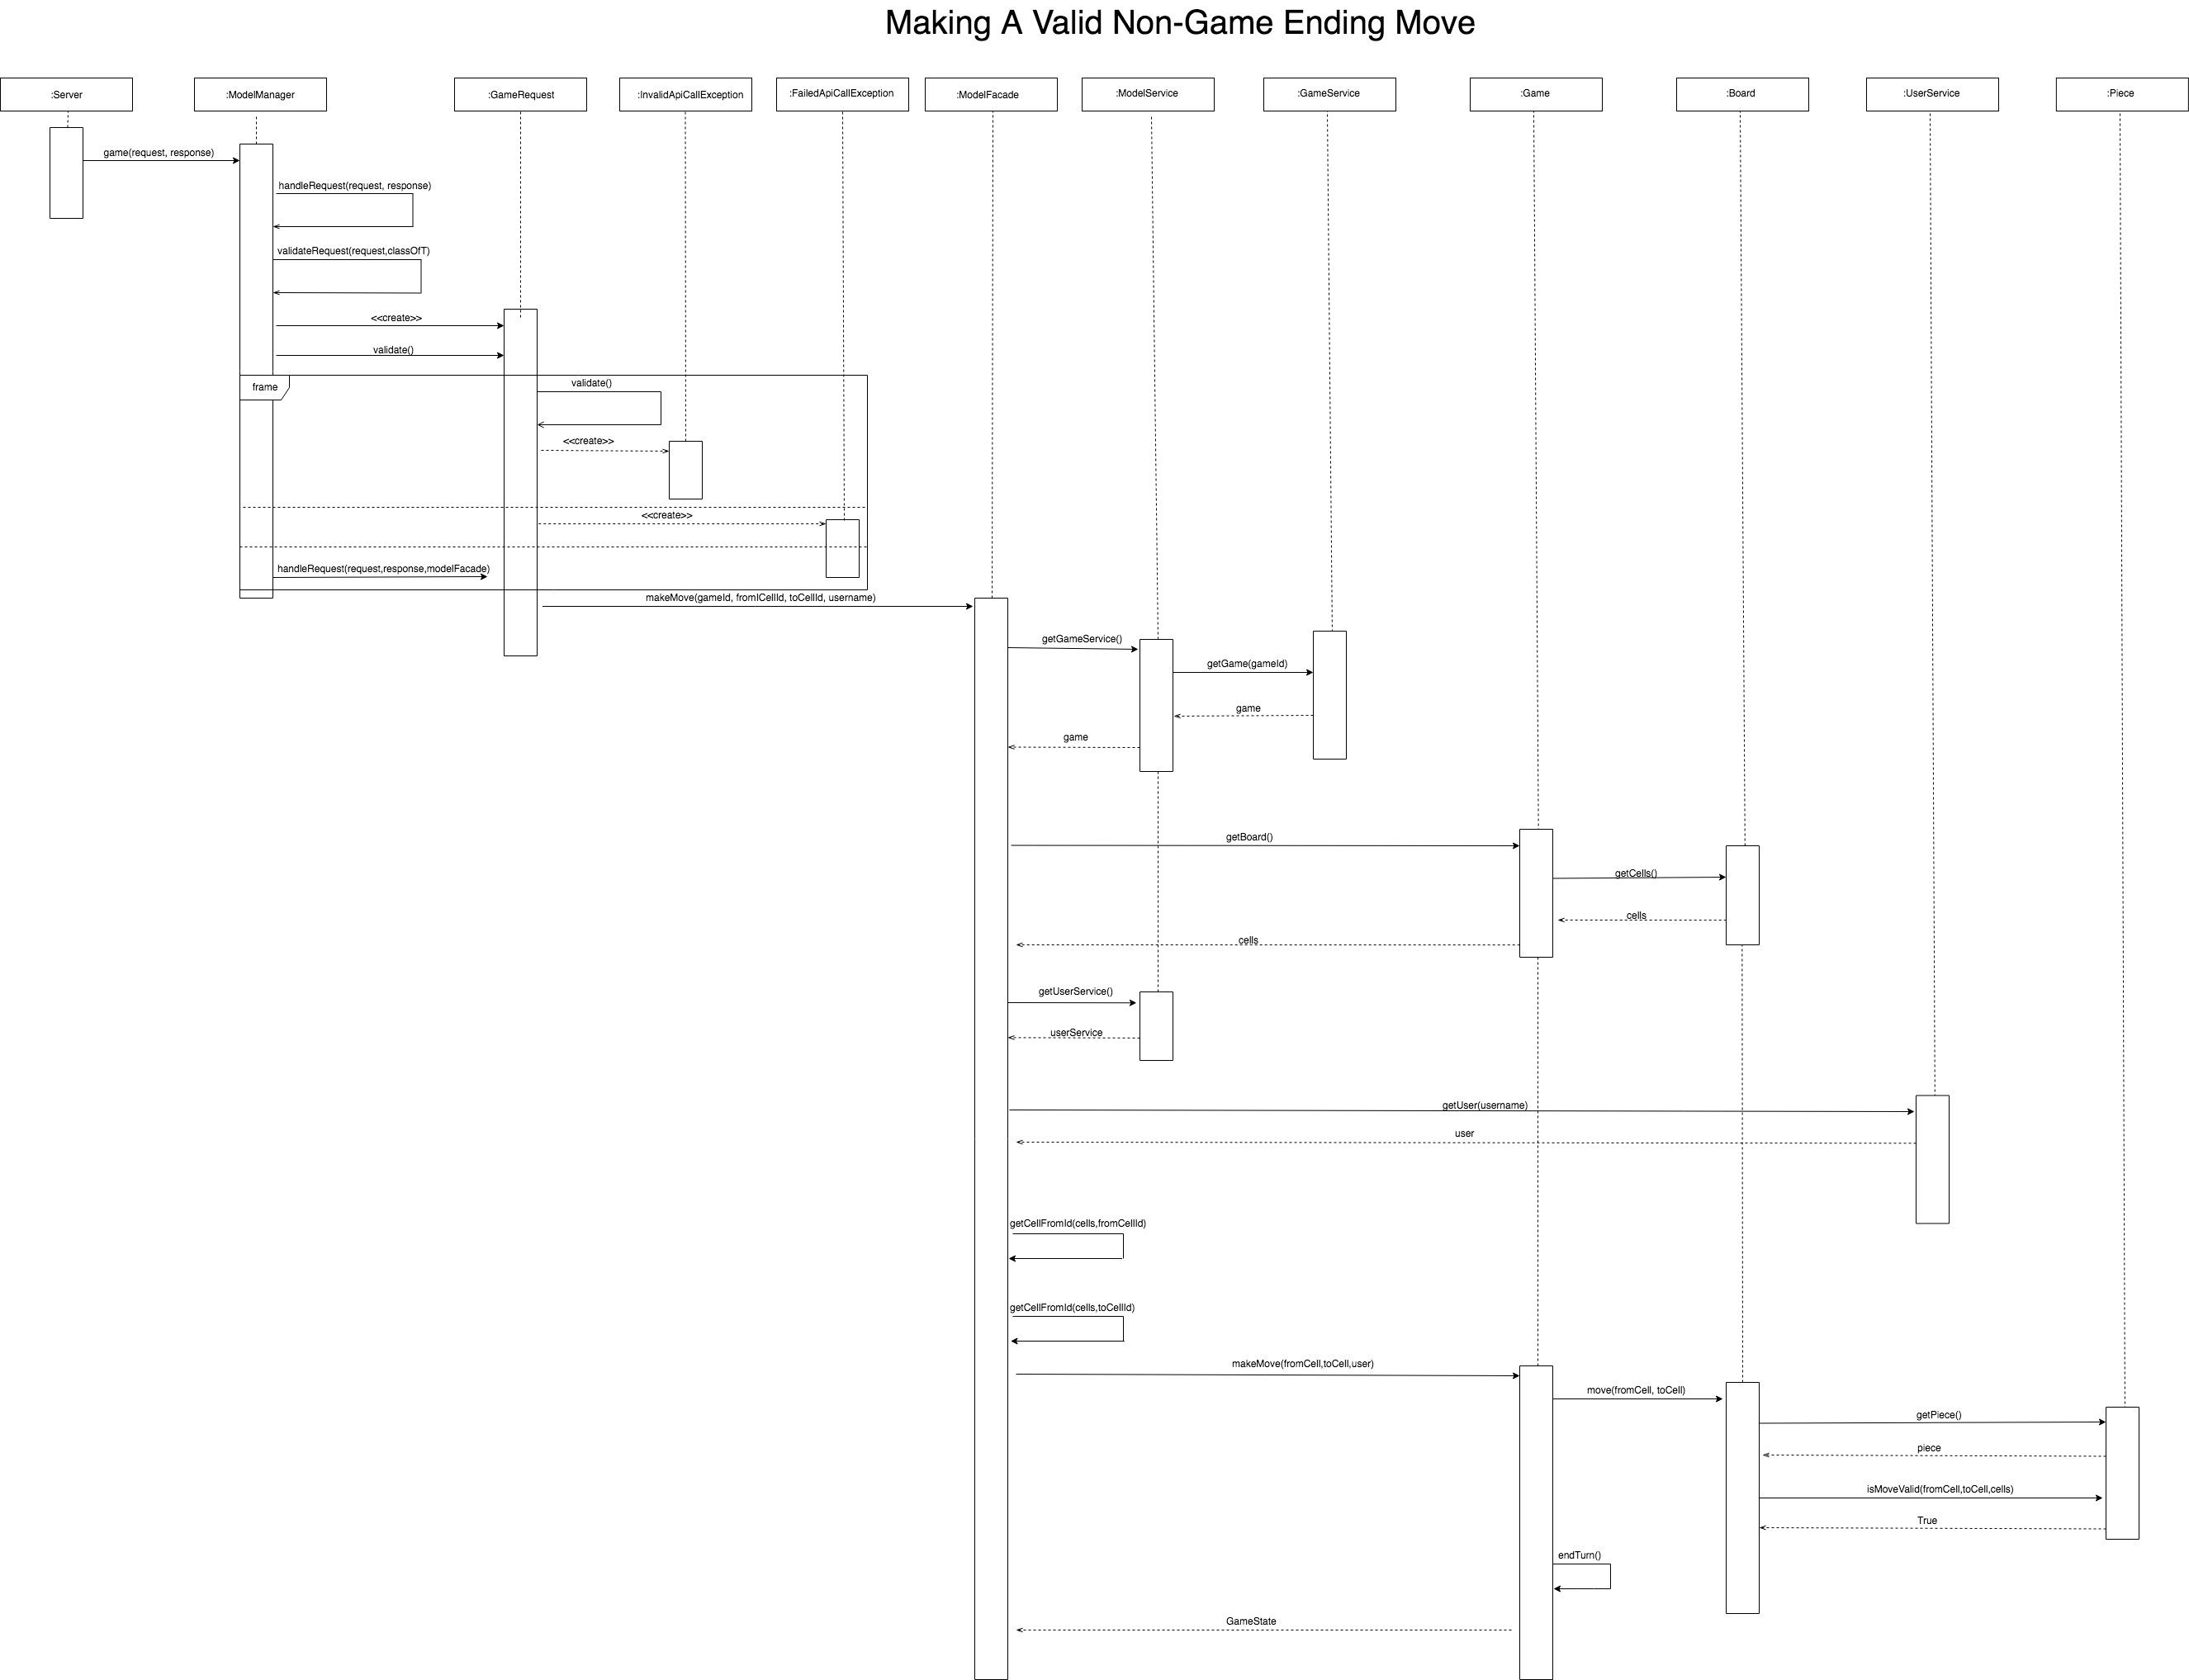 Making A Valid Non-Game Ending Move
:Server
:ModelManager
:GameRequest
:InvalidApiCallException
:FailedApiCallException
:ModelFacade
:ModelService
:GameService
:Game
:Board
:UserService
:Piece
game(request, response)
handleRequest(request, response)
validateRequest(request,classOfT)
<<create>>
validate()
frame
validate()
<<create>>
<<create>>
handleRequest(request,response,modelFacade)
makeMove(gameId, fromICellId, toCellId, username)
getGameService()
getGame(gameId)
game
game
getBoard()
getCells()
cells
cells
getUserService()
userService
getUser(username)
user
getCellFromId(cells,fromCellId)
getCellFromId(cells,toCellId)
makeMove(fromCell,toCell,user)
move(fromCell, toCell)
getPiece()
piece
isMoveValid(fromCell,toCell,cells)
True
endTurn()
GameState